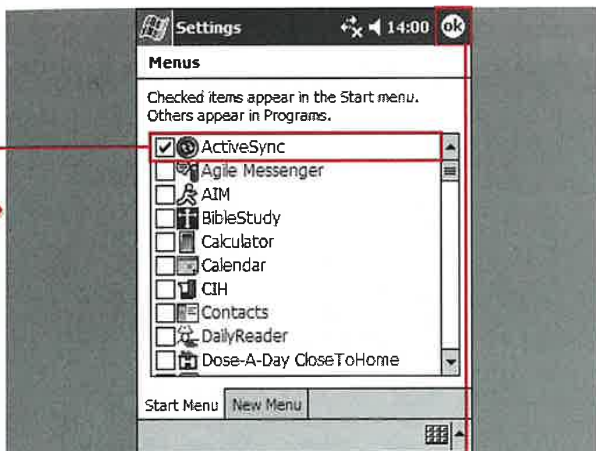 Settings 14:00 ok
Menus
Checked items appear in the Start menu.
Others appear in Programs.
ActiveSync
Agile Messenger
AIM
BibleStudy
Calculator
Calendar
CIH
Contacts
DailyReader
Dose-A-Day CloseToHome
Start Menu New Menu